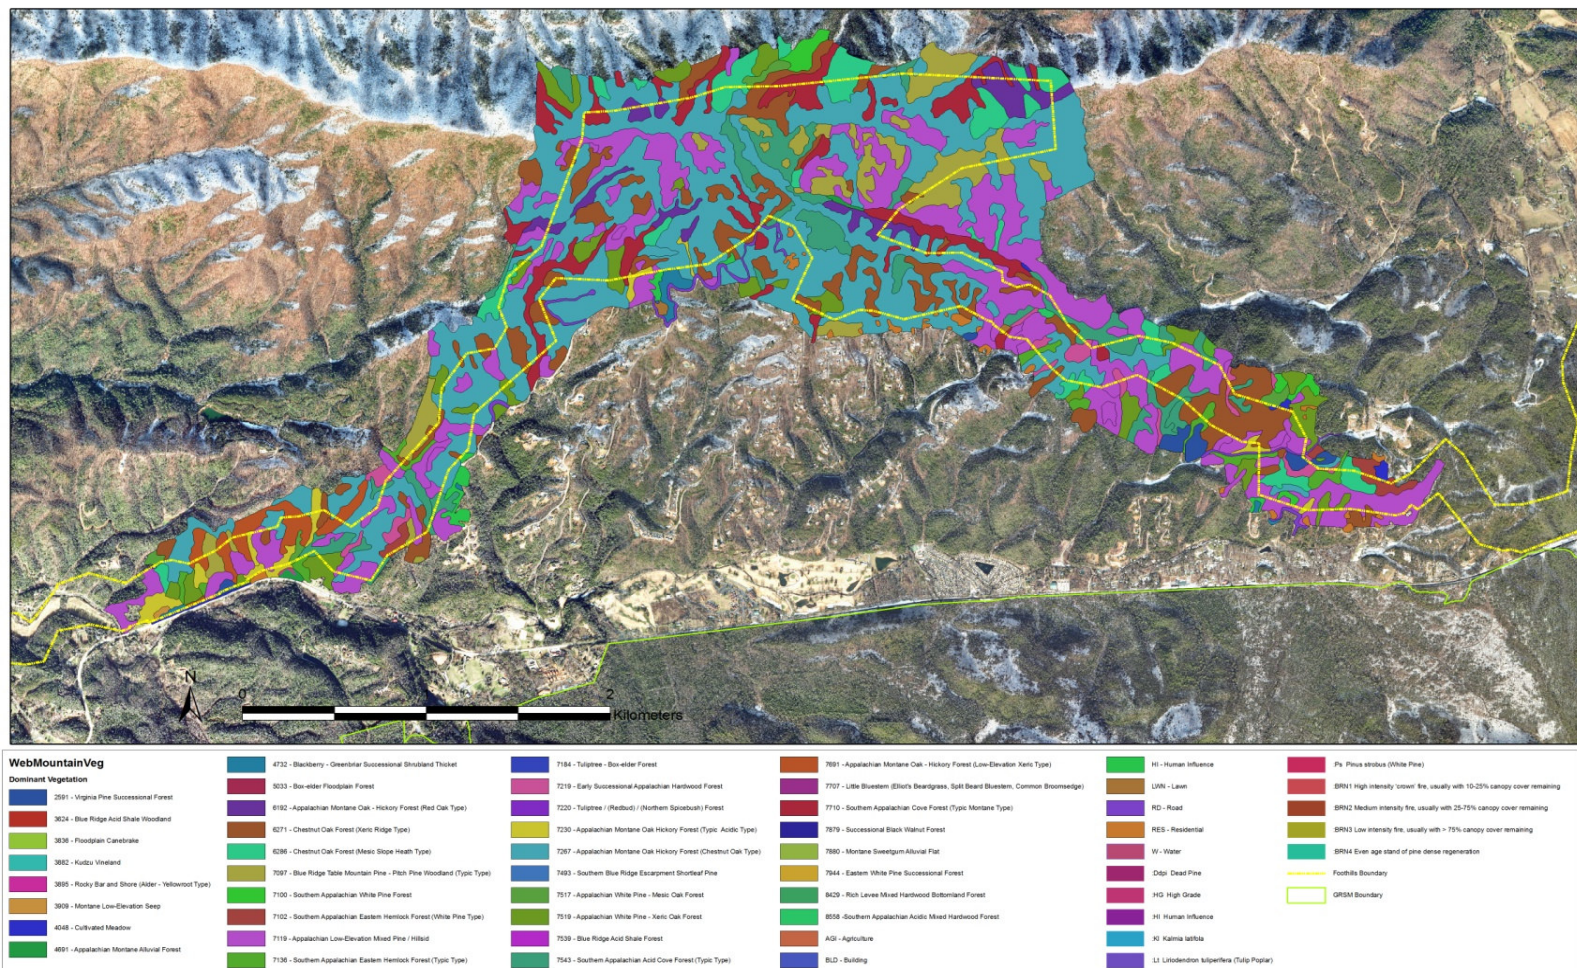 N
0
2
Kilometers
WebMountainVeg
Dominant Vegetation
2591 - Virginia Pine Successional Forest
3624 - Blue Ridge Acid Shale Woodland
3836 - Floodplain Canebrake
3882 - Kudzu Vineland
3895 - Rocky Bar and Shore (Alder - Yellowroot Type)
3909 - Montane Low-Elevation Seep
4048 - Cultivated Meadow
4691 - Appalachian Montane Alluvial Forest
4732 - Blackberry - Greenbriar Successional Shrubland Thicket
5033 - Box-elder Floodplain Forest
6192 - Appalachian Montane Oak - Hickory Forest (Red Oak Type)
6271 - Chestnut Oak Forest (Xeric Ridge Type)
6286 - Chestnut Oak Forest (Mesic Slope Heath Type)
7097 - Blue Ridge Table Mountain Pine - Pitch Pine Woodland (Typic Type)
7100 - Southern Appalachian White Pine Forest
7102 - Southern Appalachian Eastern Hemlock Forest (White Pine Type)
7119 - Appalachian Low-Elevation Mixed Pine / Hillsid
7136 - Southern Appalachian Eastern Hemlock Forest (Typic Type)
7184 - Tuliptree - Box-elder Forest
7219 - Early Successional Appalachian Hardwood Forest
7220 - Tuliptree / (Redbud) / (Northern Spicebush) Forest
7230 - Appalachian Montane Oak Hickory Forest (Typic Acidic Type)
7267 - Appalachian Montane Oak Hickory Forest (Chestnut Oak Type)
7493 - Southern Blue Ridge Escarpment Shortleaf Pine
7517 - Appalachian White Pine - Mesic Oak Forest
7519 - Appalachian White Pine - Xeric Oak Forest
7539 - Blue Ridge Acid Shale Forest
7543 - Southern Appalachian Acid Cove Forest (Typic Type)
7691 - Appalachian Montane Oak - Hickory Forest (Low-Elevation Xeric Type)
7707 - Little Bluestem (Elliot's Beardgrass, Split Beard Bluestem, Common Broomsedge)
7710 - Southern Appalachian Cove Forest (Typic Montane Type)
7879 - Successional Black Walnut Forest
7880 - Montane Sweetgum Alluvial Flat
7944 - Eastern White Pine Successional Forest
8429 - Rich Levee Mixed Hardwood Bottomland Forest
8558 -Southern Appalachian Acidic Mixed Hardwood Forest
AGI - Agriculture
BLD - Building
HI - Human Influence
LWN - Lawn
RD - Road
RES - Residential
W - Water
:Ddpi Dead Pine
:HG High Grade
:HI Human Influence
:Kl Kalmia latifolia
:Lt Liriodendron tuliperifera (Tulip Poplar)
:Ps Pinus strobus (White Pine)
:BRN1 High intensity 'crown' fire, usually with 10-25% canopy cover remaining
:BRN2 Medium intensity fire, usually with 25-75% canopy cover remaining
:BRN3 Low intensity fire, usually with > 75% canopy cover remaining
:BRN4 Even age stand of pine dense regeneration
Foothills Boundary
GRSM Boundary